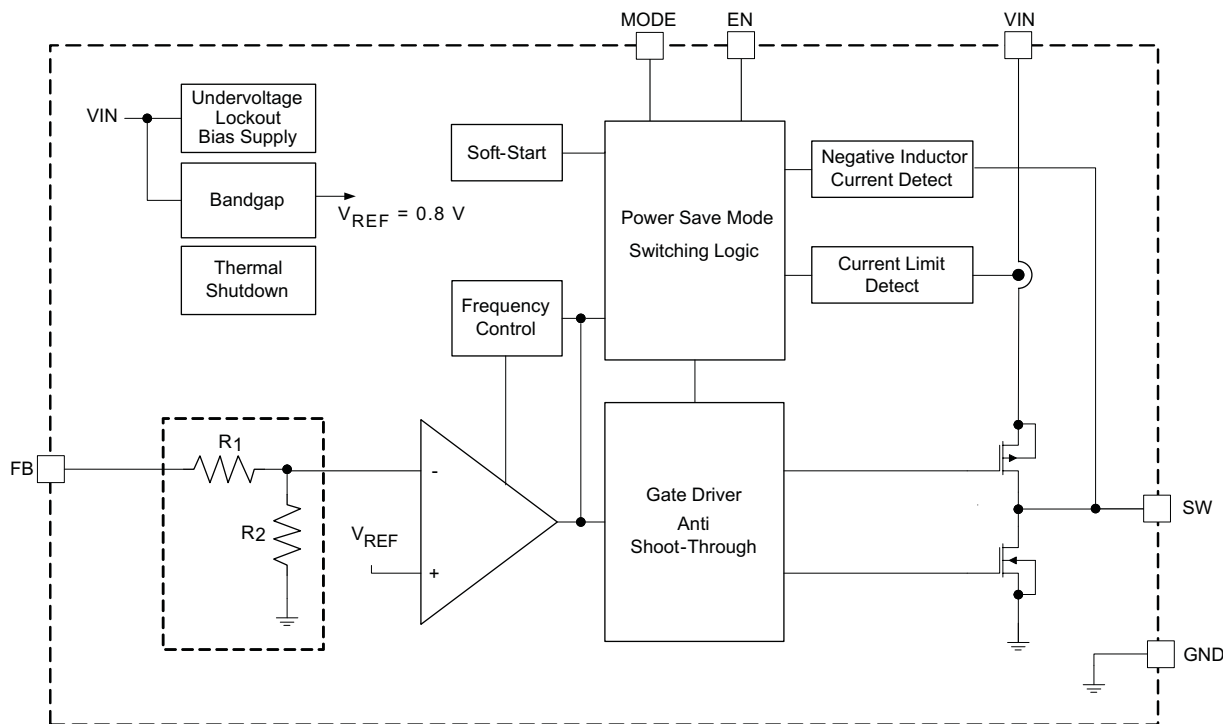 MODE
EN
VIN
VIN
Undervoltage
Lockout
Bias Supply
Bandgap
VREF = 0.8 V
Thermal
Shutdown
Soft-Start
Power Save Mode
Switching Logic
Negative Inductor
Current Detect
Current Limit
Detect
Frequency
Control
FB
R1
R2
VREF
-
+
Gate Driver
Anti
Shoot-Through
SW
GND